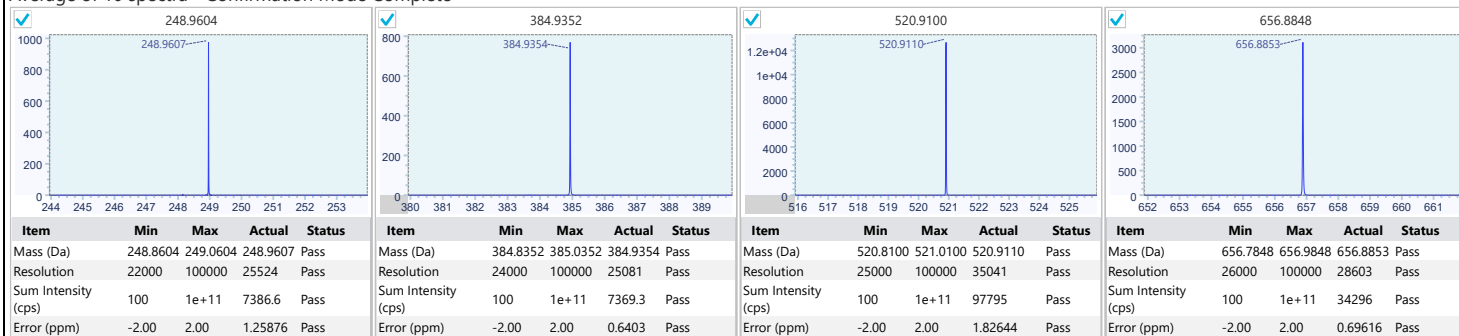 248.9604
1000
800
600
400
200
0
248.9607
244 245 246 247 248 249 250 251 252 253
Item Min Max Actual Status
Mass (Da) 248.8604 249.0604 248.9607 Pass
Resolution 22000 100000 25524 Pass
Sum Intensity
(cps) 100 1e+11 7386.6 Pass
Error (ppm) -2.00 2.00 1.25876 Pass
384.9352
800
600
400
200
0
384.9354
380 381 382 383 384 385 386 387 388 389
Item Min Max Actual Status
Mass (Da) 384.8352 385.0352 384.9354 Pass
Resolution 24000 100000 25081 Pass
Sum Intensity
(cps) 100 1e+11 7369.3 Pass
Error (ppm) -2.00 2.00 0.6403 Pass
520.9100
1.2e+04
1e+04
8000
6000
4000
2000
0
520.9110
516 517 518 519 520 521 522 523 524 525
Item Min Max Actual Status
Mass (Da) 520.8100 521.0100 520.9110 Pass
Resolution 25000 100000 35041 Pass
Sum Intensity
(cps) 100 1e+11 97795 Pass
Error (ppm) -2.00 2.00 1.82644 Pass
656.8848
3000
2500
2000
1500
1000
500
0
656.8853
652 653 654 655 656 657 658 659 660 661
Item Min Max Actual Status
Mass (Da) 656.7848 656.9848 656.8853 Pass
Resolution 26000 100000 28603 Pass
Sum Intensity
(cps) 100 1e+11 34296 Pass
Error (ppm) -2.00 2.00 0.69616 Pass